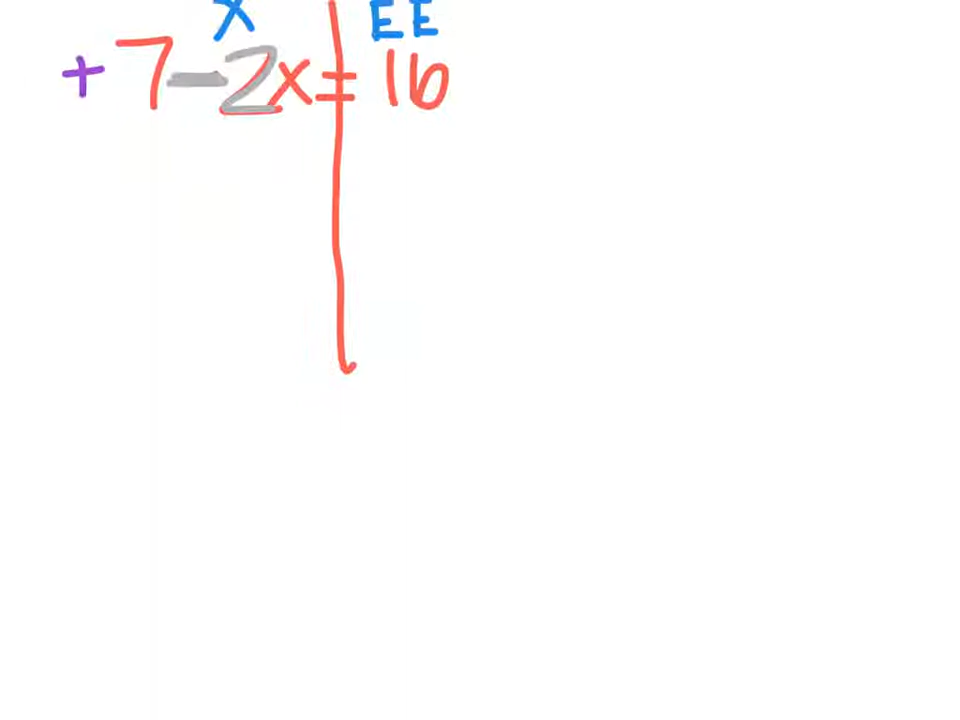 x EE
+ 7 - 2x = 16